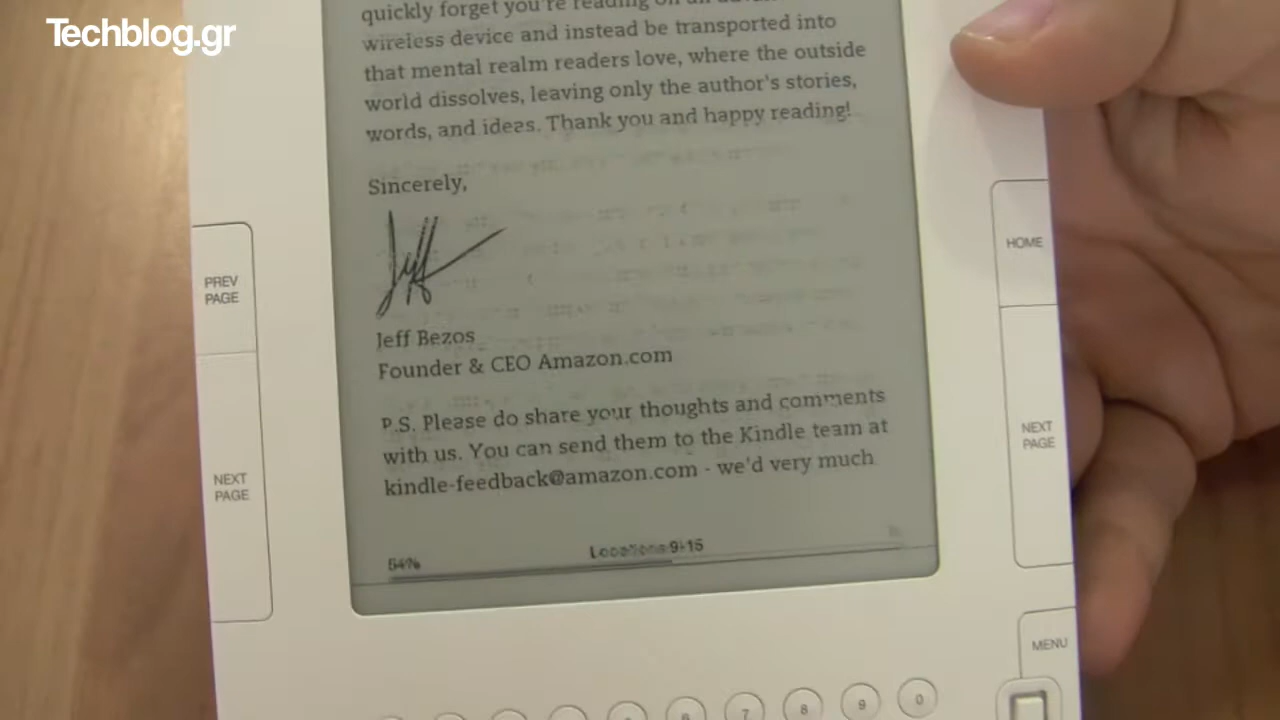 Techblog.gr
quickly forget you're reading on an
wireless device and instead be transported into
that mental realm readers love, where the outside
world dissolves, leaving only the author's stories,
words, and ideas. Thank you and happy reading!
Sincerely,
Jeff
Jeff Bezos
Founder & CEO Amazon.com
P.S. Please do share your thoughts and comments
with us. You can send them to the Kindle team at
kindle-feedback@amazon.com - we'd very much
54%
Locations 9-15
PREV
PAGE
NEXT
PAGE
HOME
NEXT
PAGE
MENU
6 7 8 9 0